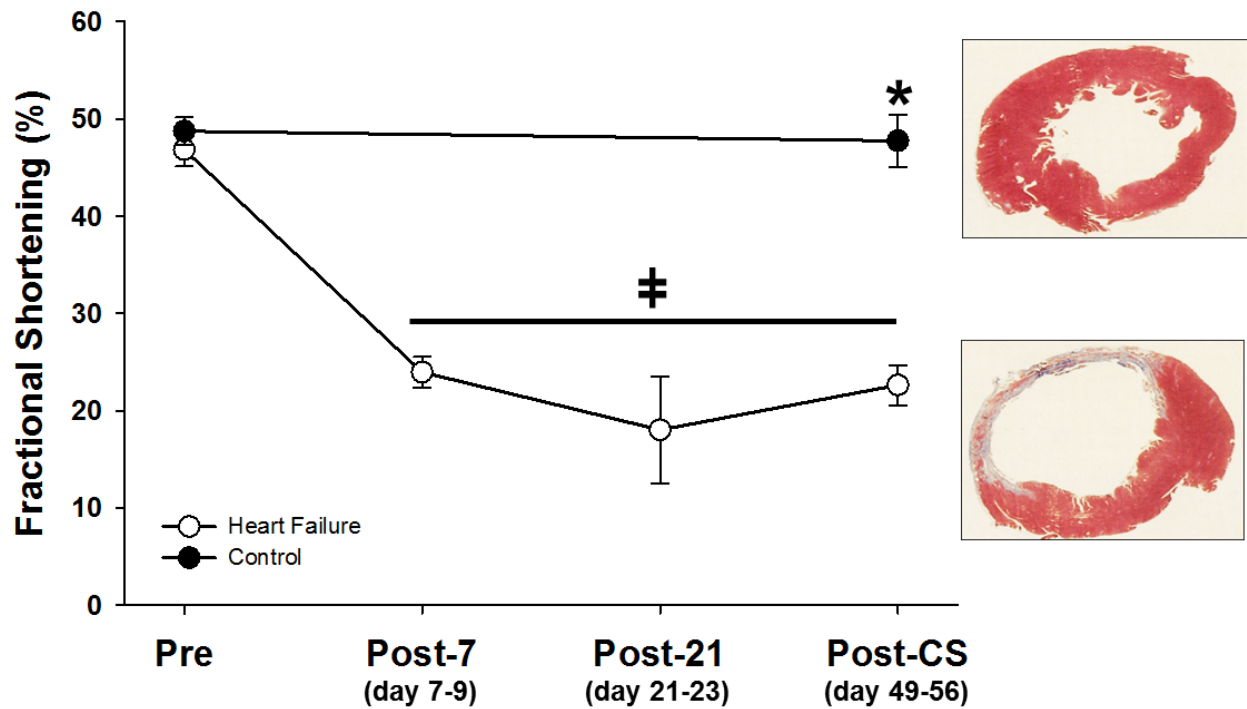 Fractional Shortening (%)
60
50
40
30
20
10
0
*
‡
Heart Failure
Control
Pre
Post-7
(day 7-9)
Post-21
(day 21-23)
Post-CS
(day 49-56)